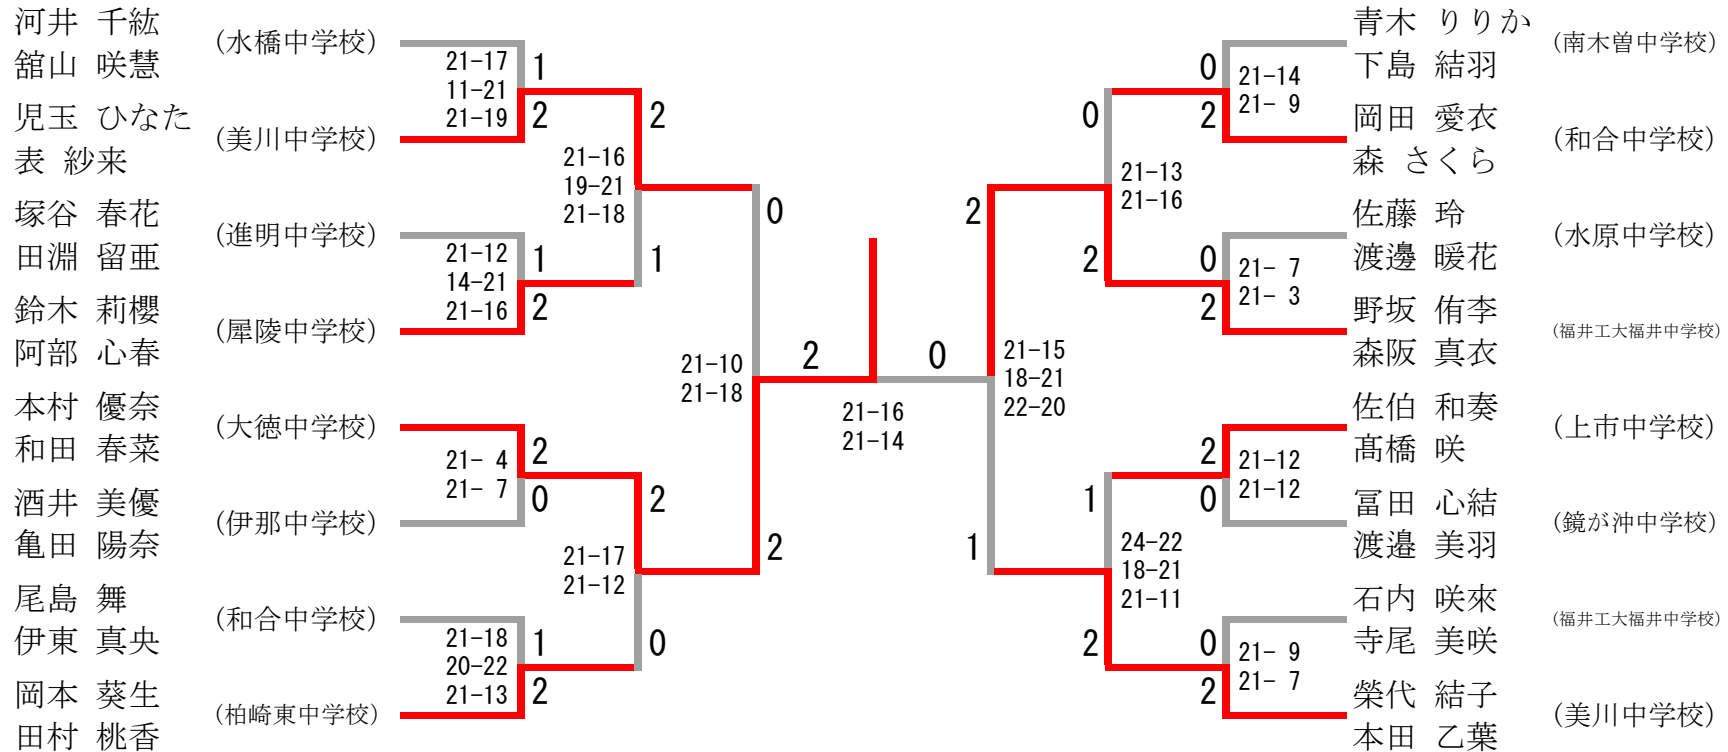 河井 千紘
(水橋中学校)
舘山 咲慧
児玉 ひなた
(美川中学校)
表 紗来
塚谷 春花
(進明中学校)
田淵 留亜
鈴木 莉櫻
(犀陵中学校)
阿部 心春
本村 優奈
(大徳中学校)
和田 春菜
酒井 美優
(伊那中学校)
亀田 陽奈
尾島 舞
(和合中学校)
伊東 真央
岡本 葵生
(柏崎東中学校)
田村 桃香
21-17
11-21
21-19
1
2
21-12
14-21
21-16
1
2
21- 4
21- 7
2
0
21-18
20-22
21-13
1
2
21-16
19-21
21-18
2
1
21-17
21-12
2
0
21-10
21-18
0
2
2
0
21-16
21-14
21-15
18-21
22-20
2
1
21-13
21-16
0
2
24-22
18-21
21-11
1
2
21-14
21- 9
0
2
21- 7
21- 3
0
2
21-12
21-12
2
0
21- 9
21- 7
0
2
青木 りりか
(南木曽中学校)
下島 結羽
岡田 愛衣
(和合中学校)
森 さくら
佐藤 玲
(水原中学校)
渡邊 暖花
野坂 侑李
(福井工大福井中学校)
森阪 真衣
佐伯 和奏
(上市中学校)
髙橋 咲
冨田 心結
(鏡が沖中学校)
渡邉 美羽
石内 咲來
(福井工大福井中学校)
寺尾 美咲
榮代 結子
(美川中学校)
本田 乙葉